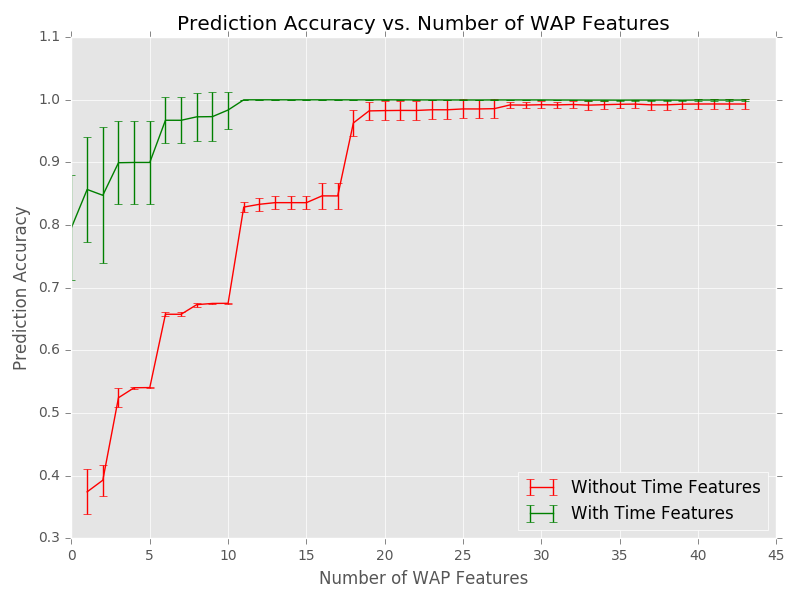 Prediction Accuracy vs. Number of WAP Features
1.1
1.0
0.9
0.8
0.7
0.6
0.5
0.4
0.3
Prediction Accuracy
Without Time Features
With Time Features
0 5 10 15 20 25 30 35 40 45
Number of WAP Features